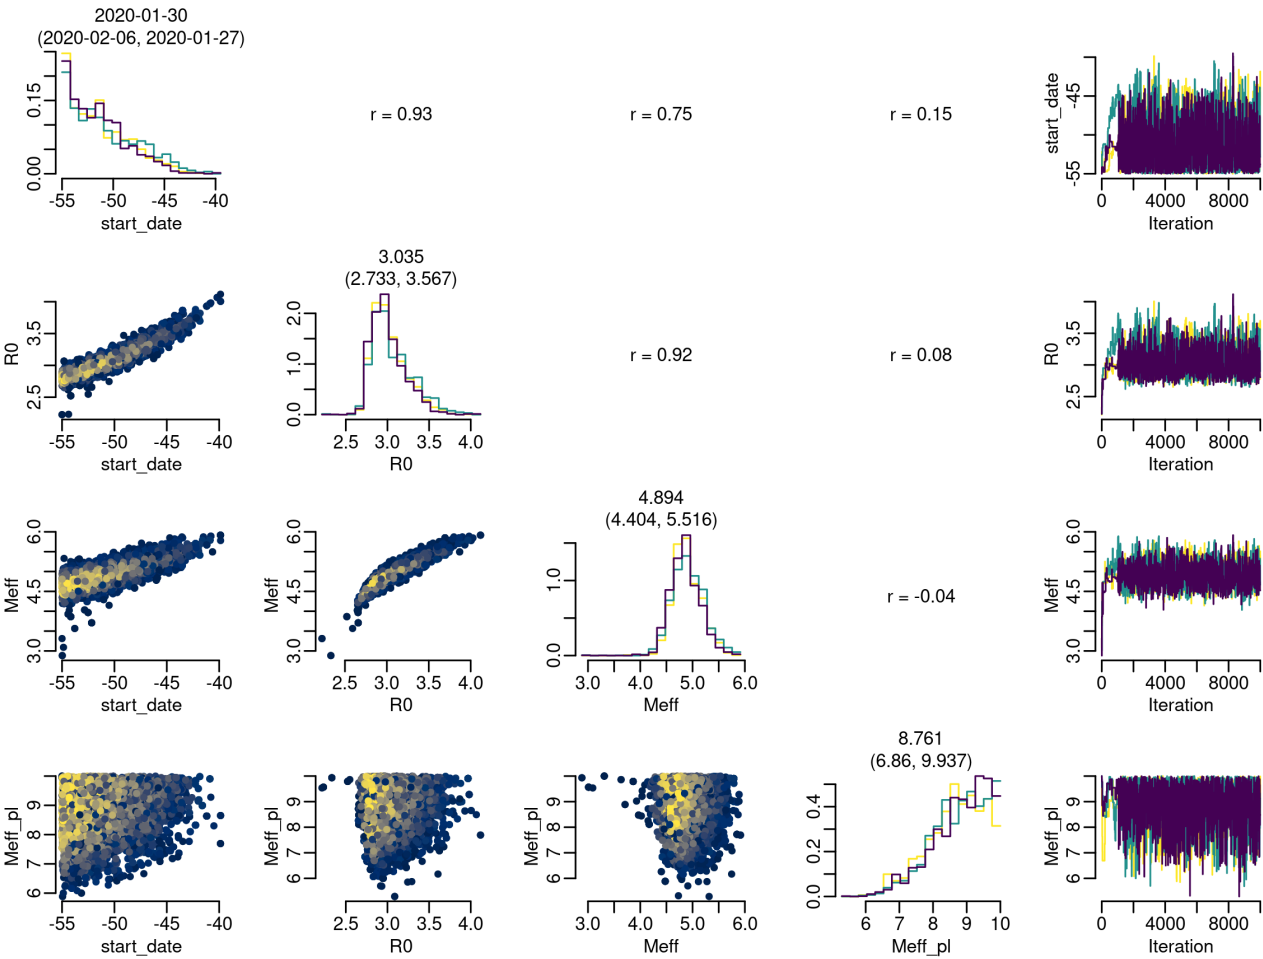 2020-01-30
(2020-02-06, 2020-01-27)
0.00 0.15
-55 -50 -45 -40
start_date
r = 0.93
r = 0.75
r = 0.15
start_date
-55 -45
0 4000 8000
Iteration
R0
2.5 3.5
-55 -50 -45 -40
start_date
3.035
(2.733, 3.567)
0.0 1.0 2.0
2.5 3.0 3.5 4.0
R0
r = 0.92
r = 0.08
R0
2.5 3.5
0 4000 8000
Iteration
Meff
3.0 4.5 6.0
-55 -50 -45 -40
start_date
Meff
3.0 4.5 6.0
2.5 3.0 3.5 4.0
R0
4.894
(4.404, 5.516)
0.0 1.0
3.0 4.0 5.0 6.0
Meff
r = -0.04
Meff
3.0 4.5 6.0
0 4000 8000
Iteration
Meff_pl
6 7 8 9
-55 -50 -45 -40
start_date
Meff_pl
6 7 8 9
2.5 3.0 3.5 4.0
R0
Meff_pl
6 7 8 9
3.0 4.0 5.0 6.0
Meff
8.761
(6.86, 9.937)
0.0 0.2 0.4
6 7 8 9 10
Meff_pl
Meff_pl
6 7 8 9
0 4000 8000
Iteration